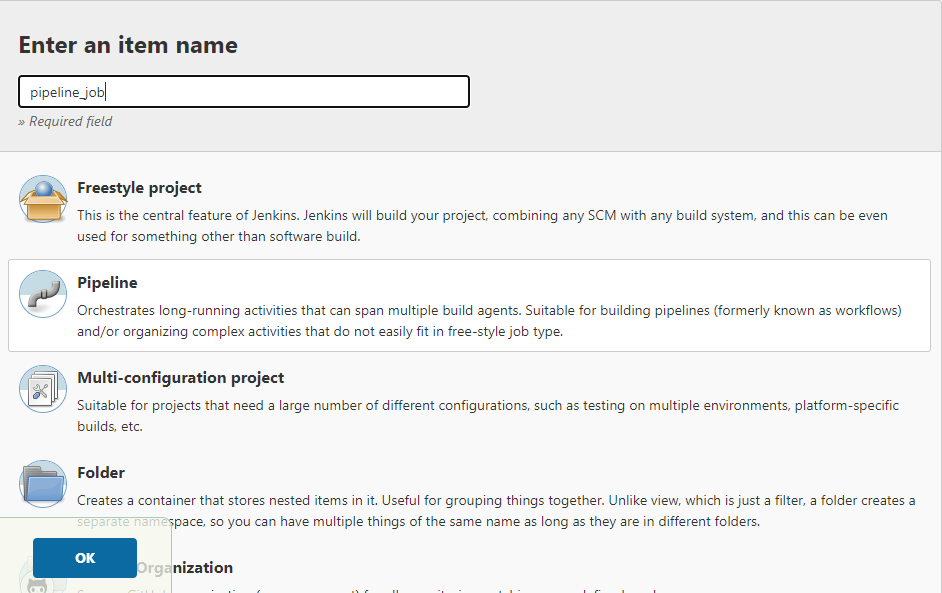 Enter an item name
pipeline_job
» Required field
Freestyle project
This is the central feature of Jenkins. Jenkins will build your project, combining any SCM with any build system, and this can be even
used for something other than software build.
Pipeline
Orchestrates long-running activities that can span multiple build agents. Suitable for building pipelines (formerly known as workflows)
and/or organizing complex activities that do not easily fit in free-style job type.
Multi-configuration project
Suitable for projects that need a large number of different configurations, such as testing on multiple environments, platform-specific
builds, etc.
Folder
Creates a container that stores nested items in it. Useful for grouping things together. Unlike view, which is just a filter, a folder creates a
separate namespace, so you can have multiple things of the same name as long as they are in different folders.
OK
Organization